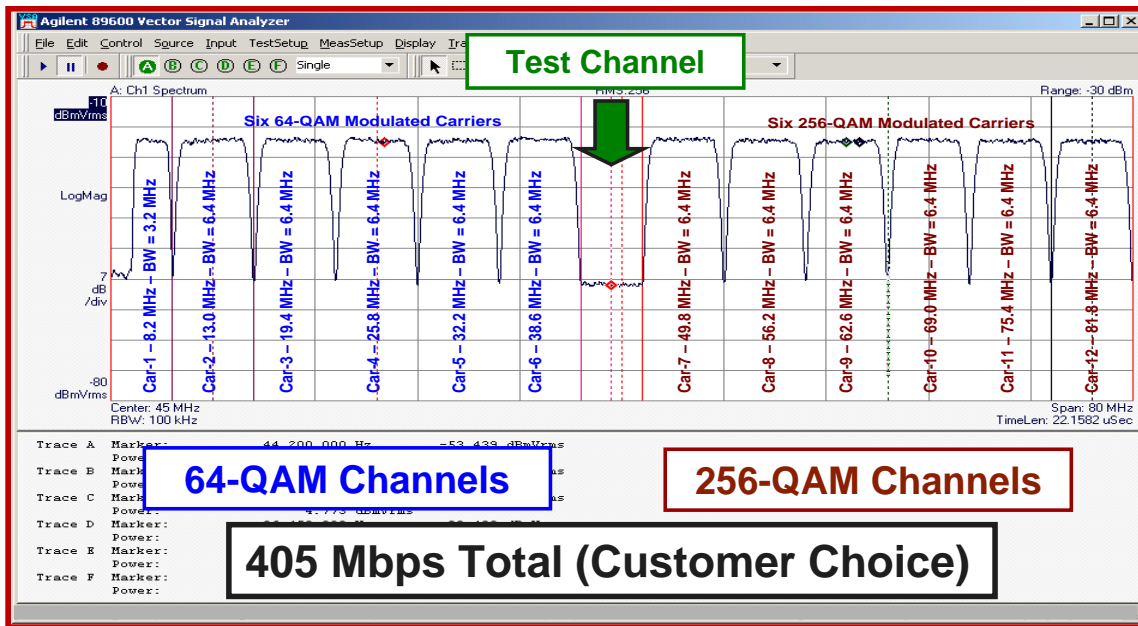 Agilent 89600 Vector Signal Analyzer
File Edit Control Source Input TestSetup MeasSetup Display
A B C D E F Single
Test Channel
A: Ch1 Spectrum
Range: -30 dBm
-10
dBmVrms
Six 64-QAM Modulated Carriers
Six 256-QAM Modulated Carriers
LogMag
7
dB
/div
-80
dBmVrms
Car-1 – 8.2 MHz – BW = 3.2 MHz
Car-2 – 13.0 MHz – BW = 6.4 MHz
Car-3 – 19.4 MHz – BW = 6.4 MHz
Car-4 – 25.8 MHz – BW = 6.4 MHz
Car-5 – 32.2 MHz – BW = 6.4 MHz
Car-6 – 38.6 MHz – BW = 6.4 MHz
Car-7 – 49.8 MHz – BW = 6.4 MHz
Car-8 – 56.2 MHz – BW = 6.4 MHz
Car-9 – 62.6 MHz – BW = 6.4 MHz
Car-10 – 69.0 MHz – BW = 6.4 MHz
Car-11 – 75.4 MHz – BW = 6.4 MHz
Car-12 – 81.8 MHz – BW = 6.4 MHz
Center: 45 MHz
Span: 80 MHz
RBW: 100 kHz
TimeLen: 22.1582 uSec
Trace A Marker: 44 200 000 Hz -53.439 dBmVrms
Trace B
Trace C
Power: 4.773 dBmVrms
Trace D Marker:
Power:
Trace E Marker:
Power:
Trace F Marker:
Power:
64-QAM Channels
256-QAM Channels
405 Mbps Total (Customer Choice)